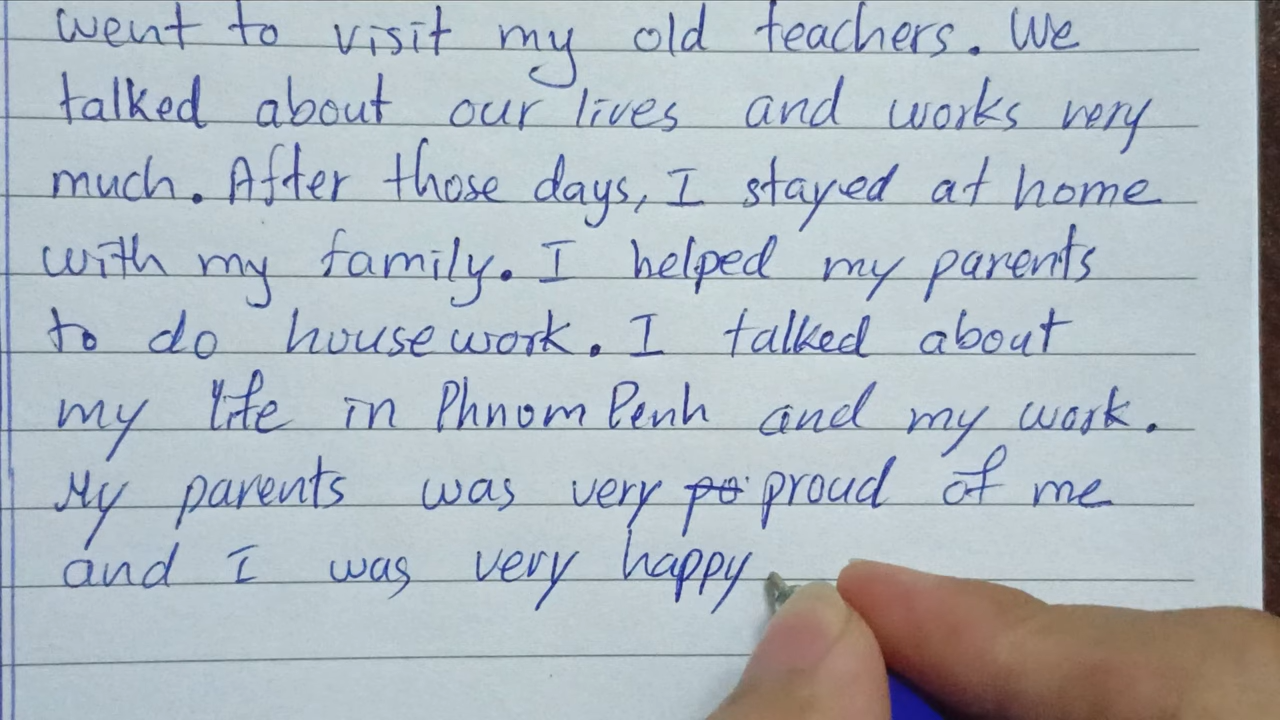 went to visit my old teachers. We
talked about our lives and works very
much. After those days, I stayed at home
with my family. I helped my parents
to do housework. I talked about
my life in Phnom Penh and my work.
My parents was very po proud of me
and I was very happy